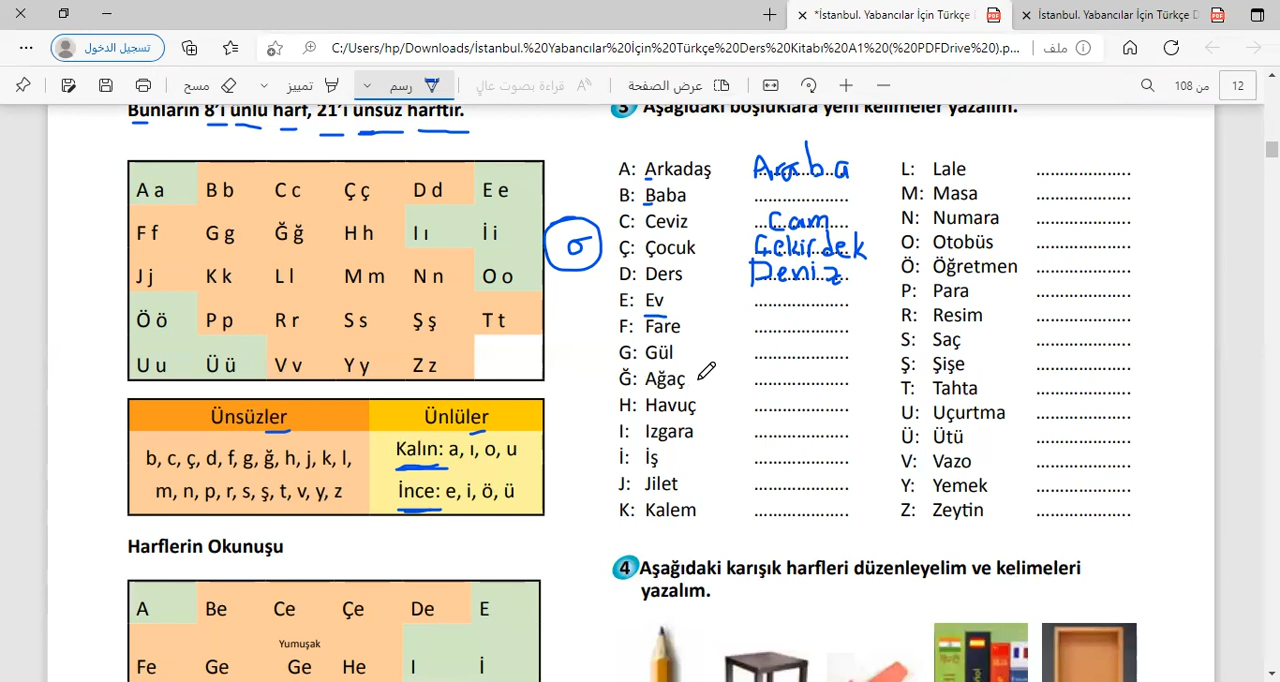 *İstanbul. Yabancılar İçin Türkçe
İstanbul. Yabancılar İçin Türkçe D
تسجيل الدخول
C:/Users/hp/Downloads/İstanbul.%20Yabancılar%20İçin%20Türkçe%20Ders%20Kitabı%20A1(%20PDFDrive%20).p...
ملف
مسح
تمييز
رسم
قراءة بصوت عالٍ
عرض الصفحة
من 108
12
Bunların 8'i ünlü harf, 21'i ünsüz harftir.
A a B b C c Ç ç D d E e
F f G g Ğ ğ H h I ı İ i
J j K k L l M m N n O o
Ö ö P p R r S s Ş ş T t
U u Ü ü V v Y y Z z
σ
Ünsüzler Ünlüler
b, c, ç, d, f, g, ğ, h, j, k, l,
m, n, p, r, s, ş, t, v, y, z
Kalın: a, ı, o, u
İnce: e, i, ö, ü
Harflerin Okunuşu
A Be Ce Çe De E
Yumuşak
Fe Ge Ge He I İ
3 Aşağıdaki boşluklara yeni kelimeler yazalım.
A: Arkadaş Araba
B: Baba ...................
C: Ceviz Cam
Ç: Çocuk Çekirdek
D: Ders Deniz
E: Ev ...................
F: Fare ...................
G: Gül ...................
Ğ: Ağaç ...................
H: Havuç ...................
I: Izgara ...................
İ: İş ...................
J: Jilet ...................
K: Kalem ...................
L: Lale ...................
M: Masa ...................
N: Numara ...................
O: Otobüs ...................
Ö: Öğretmen ...................
P: Para ...................
R: Resim ...................
S: Saç ...................
Ş: Şişe ...................
T: Tahta ...................
U: Uçurtma ...................
Ü: Ütü ...................
V: Vazo ...................
Y: Yemek ...................
Z: Zeytin ...................
4 Aşağıdaki karışık harfleri düzenleyelim ve kelimeleri
yazalım.